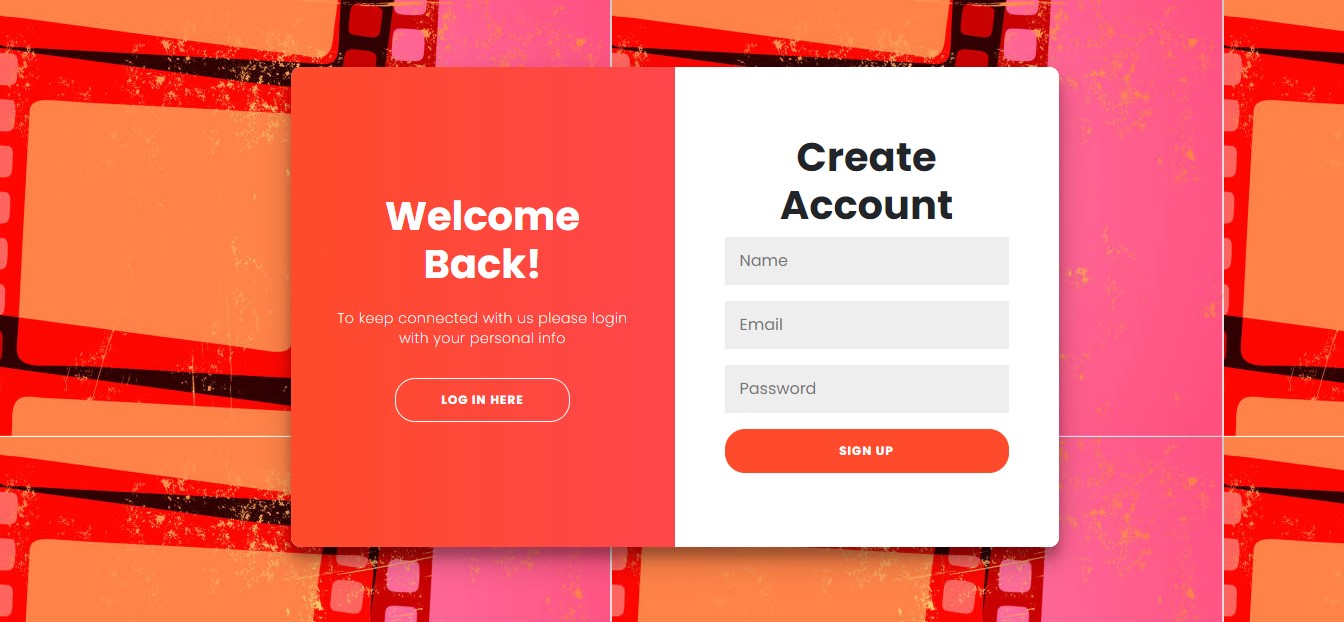 Welcome
Back!
To keep connected with us please login
with your personal info
LOG IN HERE
Create
Account
Name
Email
Password
SIGN UP